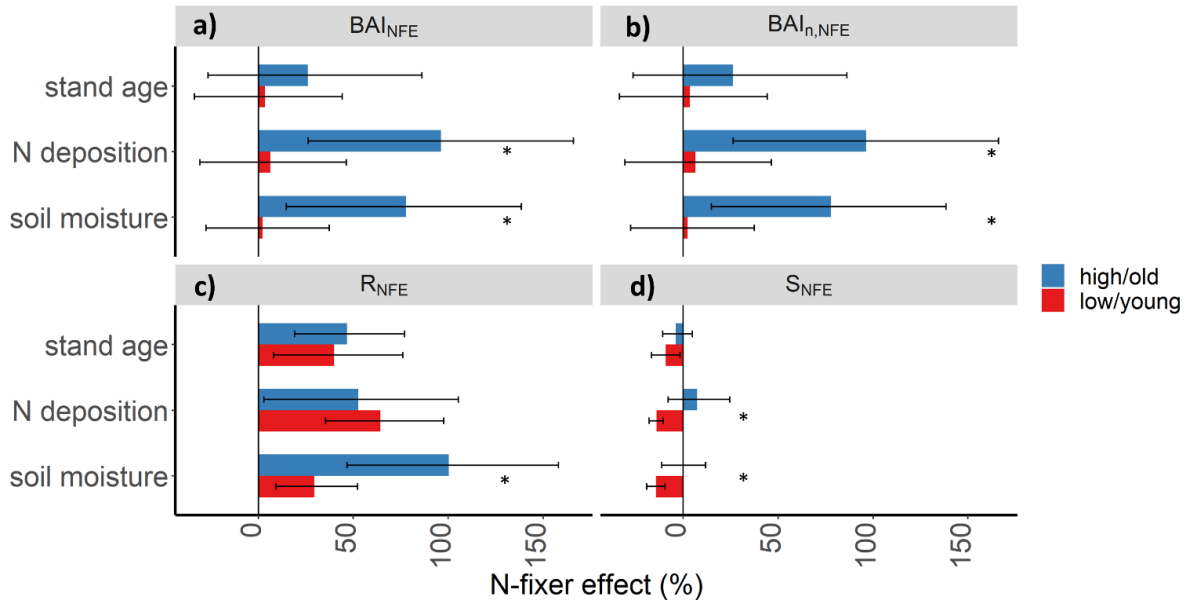 a) BAI_NFE
b) BAI_n,NFE
stand age
N deposition
*
*
soil moisture
*
*
c) R_NFE
d) S_NFE
high/old
low/young
stand age
N deposition
*
soil moisture
*
*
0 50 100 150
0 50 100 150
N-fixer effect (%)